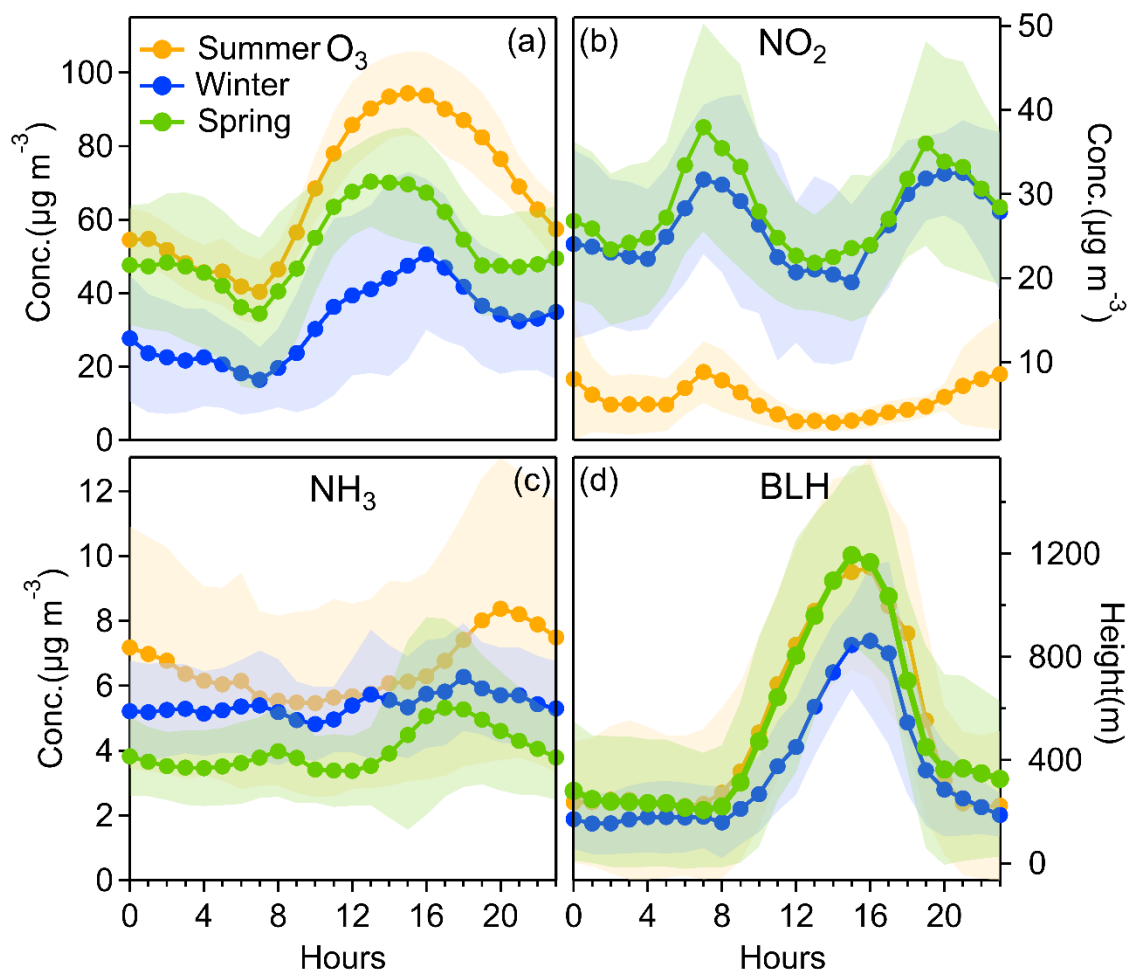 (a)
Summer O₃
Winter
Spring
Conc.(µg m⁻³)
100
80
60
40
20
0
(b)
NO₂
50
40
30
20
10
Conc.(µg m⁻³)
(c)
NH₃
Conc.(µg m⁻³)
12
10
8
6
4
2
0
0 4 8 12 16 20
Hours
(d)
BLH
1200
800
400
0
Height(m)
0 4 8 12 16 20
Hours